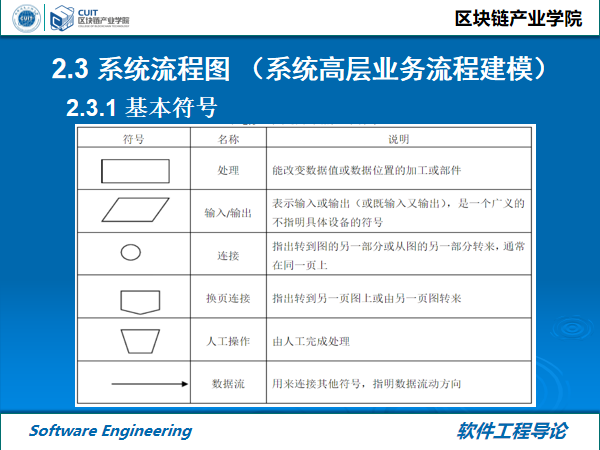 CUIT
区块链产业学院
区块链产业学院
2.3 系统流程图 （系统高层业务流程建模）
2.3.1 基本符号
符号 名称 说明
处理 能改变数据值或数据位置的加工或部件
输入/输出 表示输入或输出（或既输入又输出），是一个广义的
不指明具体设备的符号
连接 指出转到图的另一部分或从图的另一部分转来，通常
在同一页上
换页连接 指出转到另一页图上或由另一页图转来
人工操作 由人工完成处理
数据流 用来连接其他符号，指明数据流动方向
Software Engineering
软件工程导论